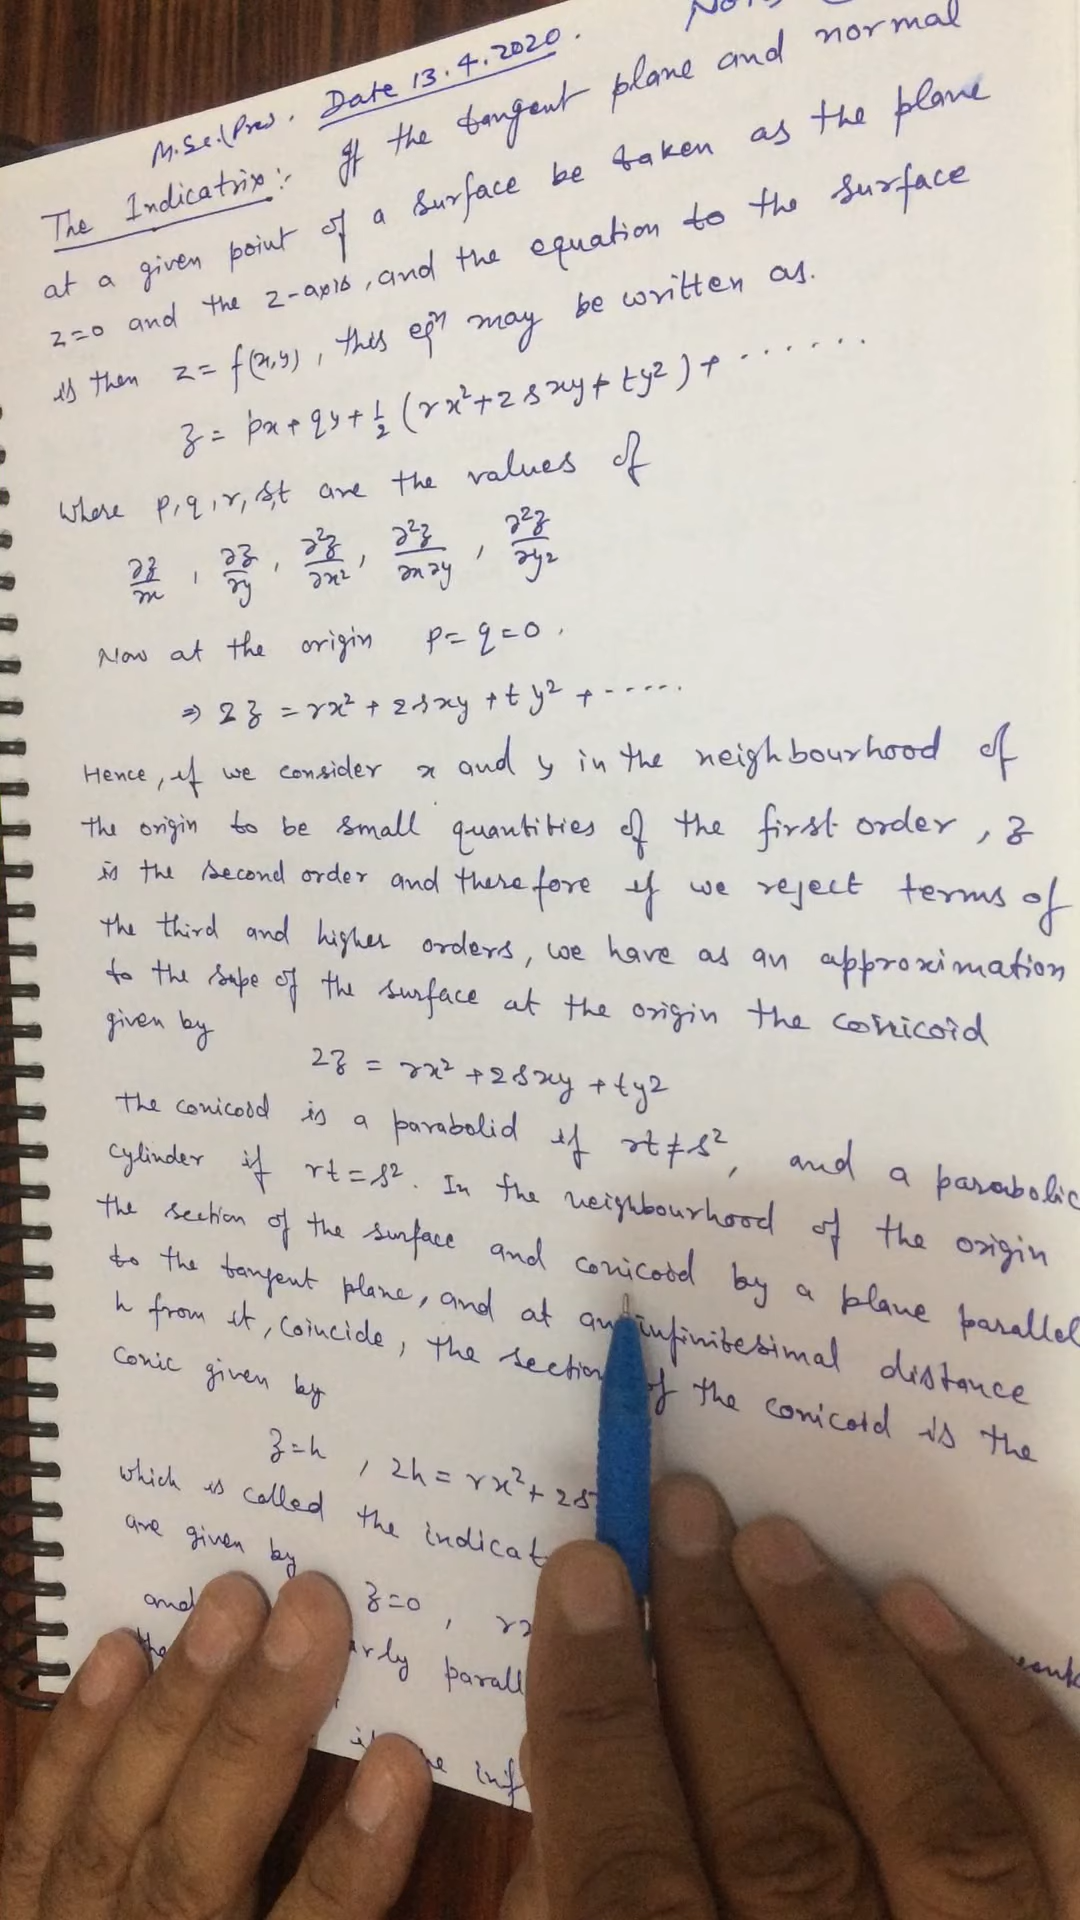 M.Sc.(Prev. Date 13.4.2020.
The Indicatrix:- If the tangent plane and normal
at a given point of a surface be taken as the plane
z=0 and the z-axis, and the equation to the surface
is then z= f(x,y), this eqn may be written as.
z = px + qy + 1/2 (rx²+2sxy+ty²)+.......
Where p,q,r,s,t are the values of
∂z/∂x , ∂z/∂y , ∂²z/∂x² , ∂²z/∂x∂y , ∂²z/∂y²
Now at the origin p= q=0.
⇒ 2z = rx² + 2sxy + ty² + .....
Hence, if we consider x and y in the neighbourhood of
the origin to be small quantities of the first order, z
is the second order and therefore if we reject terms of
the third and higher orders, we have as an approximation
to the sape of the surface at the origin the conicoid
given by
2z = rx² + 2sxy + ty²
The conicoid is a parabolid if rt≠s², and a parabolic
cylinder if rt=s². In the neighbourhood of the origin
the section of the surface and conicoid by a plane parallel
to the tangent plane, and at an infinitesimal distance
h from it, coincide, the section of the conicoid is the
conic given by
z=h , 2h = rx² + 2s
which is called the indicat
are given by
and z=0 ,
parall